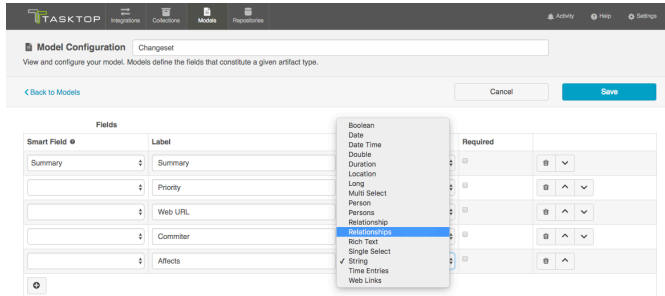 TASKTOP Integrations Collections Models Repositories Activity Help Settings
Model Configuration Changeset
View and configure your model. Models define the fields that constitute a given artifact type.
Back to Models Cancel Save
Fields
Smart Field Label Required
Summary Summary
Priority
Web URL
Commiter
Affects
Boolean
Date
Date Time
Double
Duration
Location
Long
Multi Select
Person
Persons
Relationship
Relationships
Rich Text
Single Select
✓ String
Time Entries
Web Links